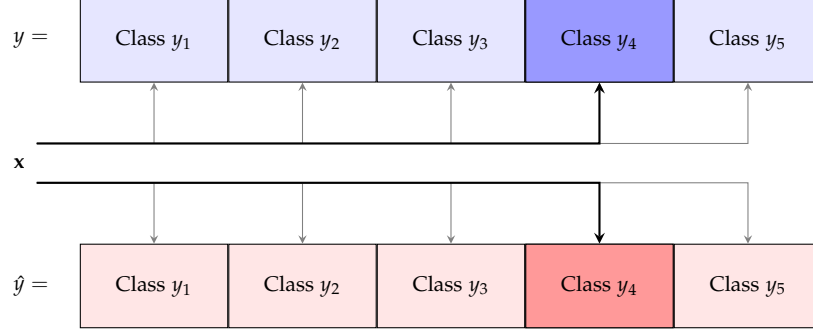 y = Class y₁ Class y₂ Class y₃ Class y₄ Class y₅
x
ŷ = Class y₁ Class y₂ Class y₃ Class y₄ Class y₅